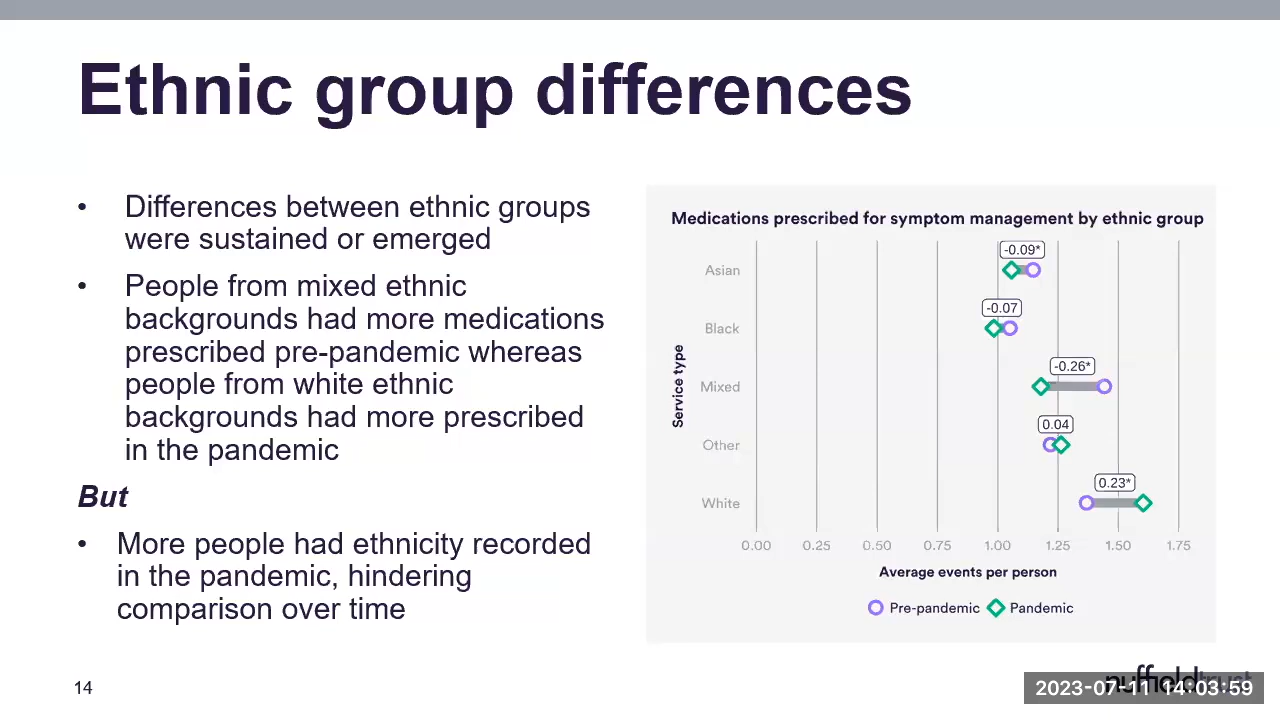 Ethnic group differences
• Differences between ethnic groups
were sustained or emerged
• People from mixed ethnic
backgrounds had more medications
prescribed pre-pandemic whereas
people from white ethnic
backgrounds had more prescribed
in the pandemic
But
• More people had ethnicity recorded
in the pandemic, hindering
comparison over time
Medications prescribed for symptom management by ethnic group
Service type
Asian
-0.09*
Black
-0.07
Mixed
-0.26*
Other
0.04
White
0.23*
0.00 0.25 0.50 0.75 1.00 1.25 1.50 1.75
Average events per person
Pre-pandemic Pandemic
14
nuffieldtrust
2023-07-11 14:03:59